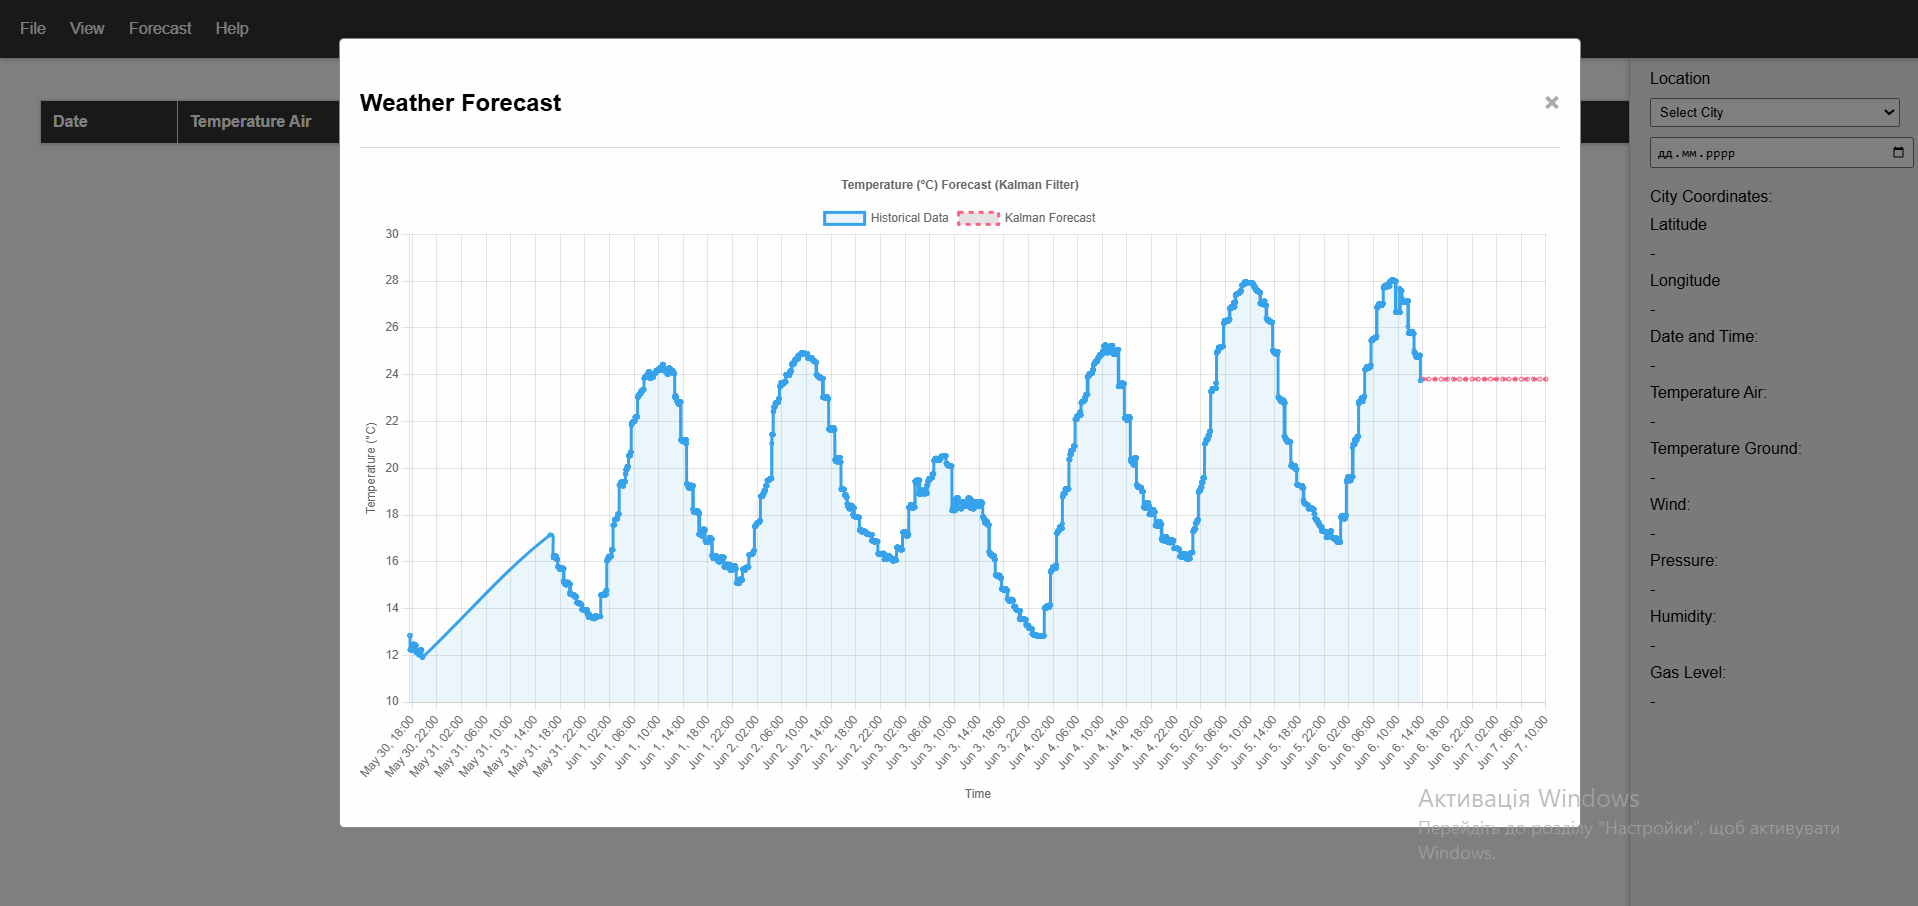 File View Forecast Help
Weather Forecast
×
Date Temperature Air
Temperature (°C) Forecast (Kalman Filter)
Historical Data Kalman Forecast
30
28
26
24
22
20
18
16
14
12
10
Temperature (°C)
May 30, 18:00
May 30, 22:00
May 31, 02:00
May 31, 06:00
May 31, 10:00
May 31, 14:00
May 31, 18:00
May 31, 22:00
Jun 1, 02:00
Jun 1, 06:00
Jun 1, 10:00
Jun 1, 14:00
Jun 1, 18:00
Jun 1, 22:00
Jun 2, 02:00
Jun 2, 06:00
Jun 2, 10:00
Jun 2, 14:00
Jun 2, 18:00
Jun 2, 22:00
Jun 3, 02:00
Jun 3, 06:00
Jun 3, 10:00
Jun 3, 14:00
Jun 3, 18:00
Jun 3, 22:00
Jun 4, 02:00
Jun 4, 06:00
Jun 4, 10:00
Jun 4, 14:00
Jun 4, 18:00
Jun 4, 22:00
Jun 5, 02:00
Jun 5, 06:00
Jun 5, 10:00
Jun 5, 14:00
Jun 5, 18:00
Jun 5, 22:00
Jun 6, 02:00
Jun 6, 06:00
Jun 6, 10:00
Jun 6, 14:00
Jun 6, 18:00
Jun 6, 22:00
Jun 7, 02:00
Jun 7, 06:00
Jun 7, 10:00
Time
Location
Select City
дд.мм.рррр
City Coordinates:
Latitude
-
Longitude
-
Date and Time:
-
Temperature Air:
-
Temperature Ground:
-
Wind:
-
Pressure:
-
Humidity:
-
Gas Level:
-
Активація Windows
Перейдіть до розділу "Настройки", щоб активувати
Windows.